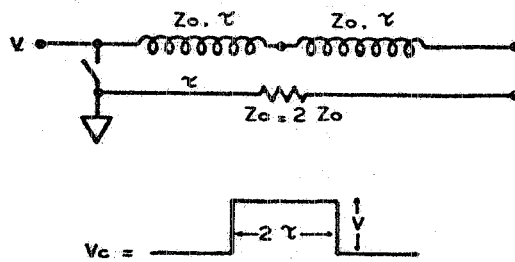 Zo, τ Zo, τ
V
τ
Zc = 2 Zo
Vc = 2 τ V